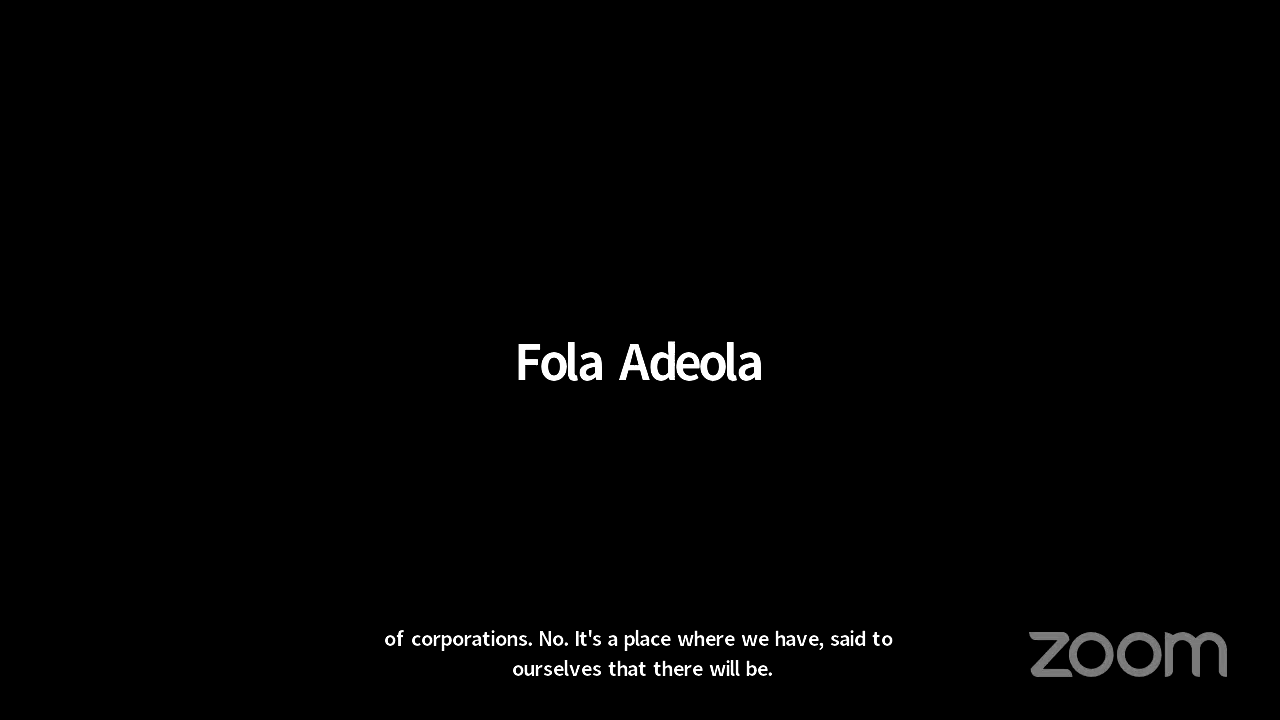 Fola Adeola
of corporations. No. It's a place where we have, said to
ourselves that there will be.
zoom